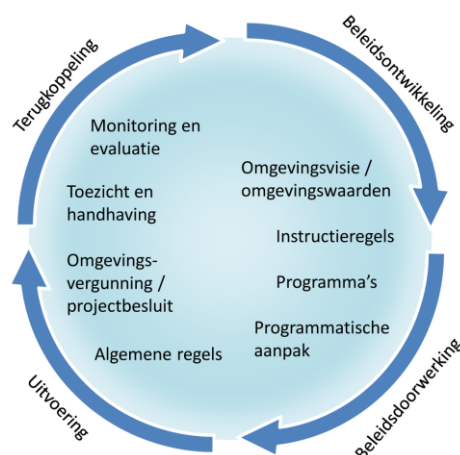 Terugkoppeling
Beleidsontwikkeling
Monitoring en
evaluatie
Omgevingsvisie /
omgevingswaarden
Toezicht en
handhaving
Instructieregels
Omgevings-
vergunning /
projectbesluit
Programma's
Programmatische
aanpak
Algemene regels
Uitvoering
Beleidsdoorwerking